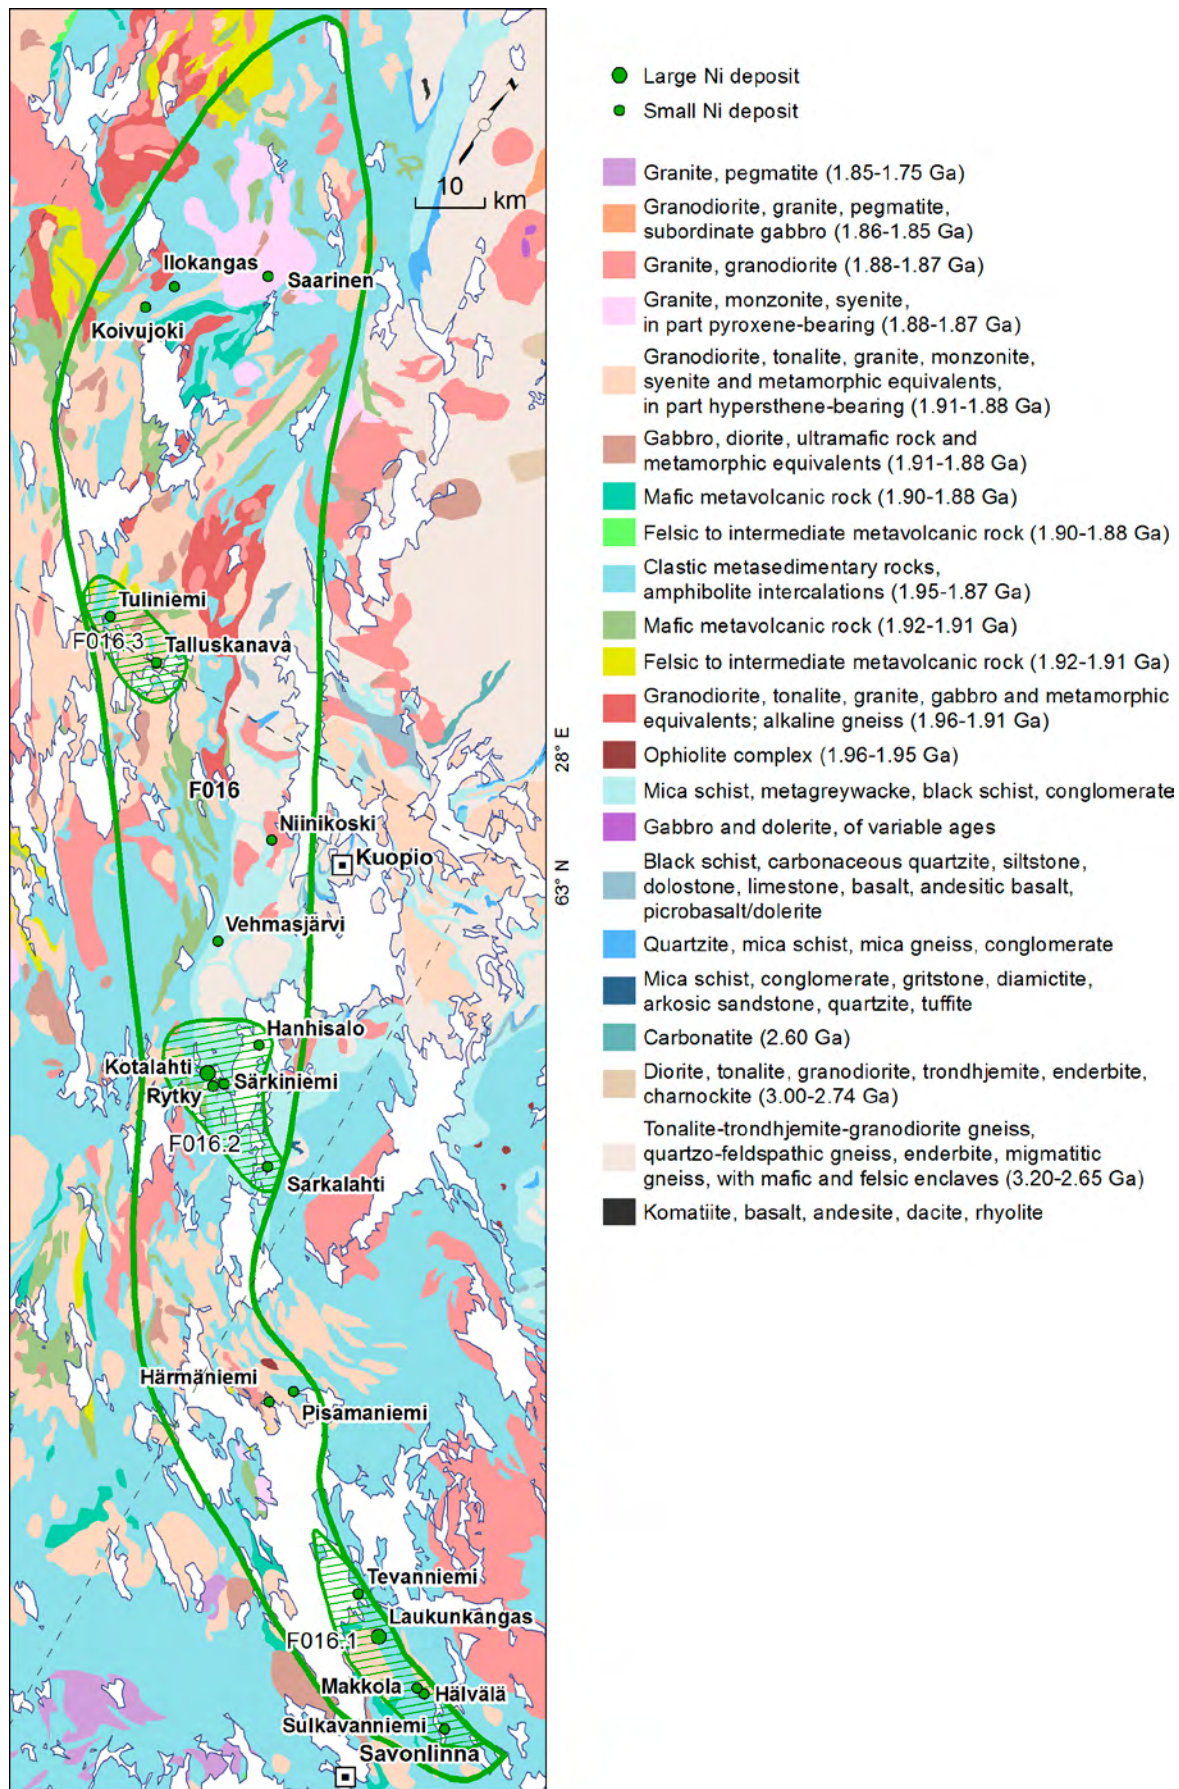 Large Ni deposit
Small Ni deposit
Granite, pegmatite (1.85-1.75 Ga)
Granodiorite, granite, pegmatite,
subordinate gabbro (1.86-1.85 Ga)
Granite, granodiorite (1.88-1.87 Ga)
Granite, monzonite, syenite,
in part pyroxene-bearing (1.88-1.87 Ga)
Granodiorite, tonalite, granite, monzonite,
syenite and metamorphic equivalents,
in part hypersthene-bearing (1.91-1.88 Ga)
Gabbro, diorite, ultramafic rock and
metamorphic equivalents (1.91-1.88 Ga)
Mafic metavolcanic rock (1.90-1.88 Ga)
Felsic to intermediate metavolcanic rock (1.90-1.88 Ga)
Clastic metasedimentary rocks,
amphibolite intercalations (1.95-1.87 Ga)
Mafic metavolcanic rock (1.92-1.91 Ga)
Felsic to intermediate metavolcanic rock (1.92-1.91 Ga)
Granodiorite, tonalite, granite, gabbro and metamorphic
equivalents; alkaline gneiss (1.96-1.91 Ga)
Ophiolite complex (1.96-1.95 Ga)
Mica schist, metagreywacke, black schist, conglomerate
Gabbro and dolerite, of variable ages
Black schist, carbonaceous quartzite, siltstone,
dolostone, limestone, basalt, andesitic basalt,
picrobasalt/dolerite
Quartzite, mica schist, mica gneiss, conglomerate
Mica schist, conglomerate, gritstone, diamictite,
arkosic sandstone, quartzite, tuffite
Carbonatite (2.60 Ga)
Diorite, tonalite, granodiorite, trondhjemite, enderbite,
charnockite (3.00-2.74 Ga)
Tonalite-trondhjemite-granodiorite gneiss,
quartzo-feldspathic gneiss, enderbite, migmatitic
gneiss, with mafic and felsic enclaves (3.20-2.65 Ga)
Komatiite, basalt, andesite, dacite, rhyolite
z
10
km
Ilokangas
Saarinen
Koivujoki
Tuliniemi
F016.3
Talluskanava
28° E
F016
Niinikoski
Kuopio
63° N
Vehmasjärvi
Hanhisalo
Kotalahti
Särkiniemi
Rytky
F016.2
Sarkalahti
Härmäniemi
Pisamaniemi
Tevanniemi
Laukunkangas
F016.1
Makkola
Hälvälä
Sulkavanniemi
Savonlinna